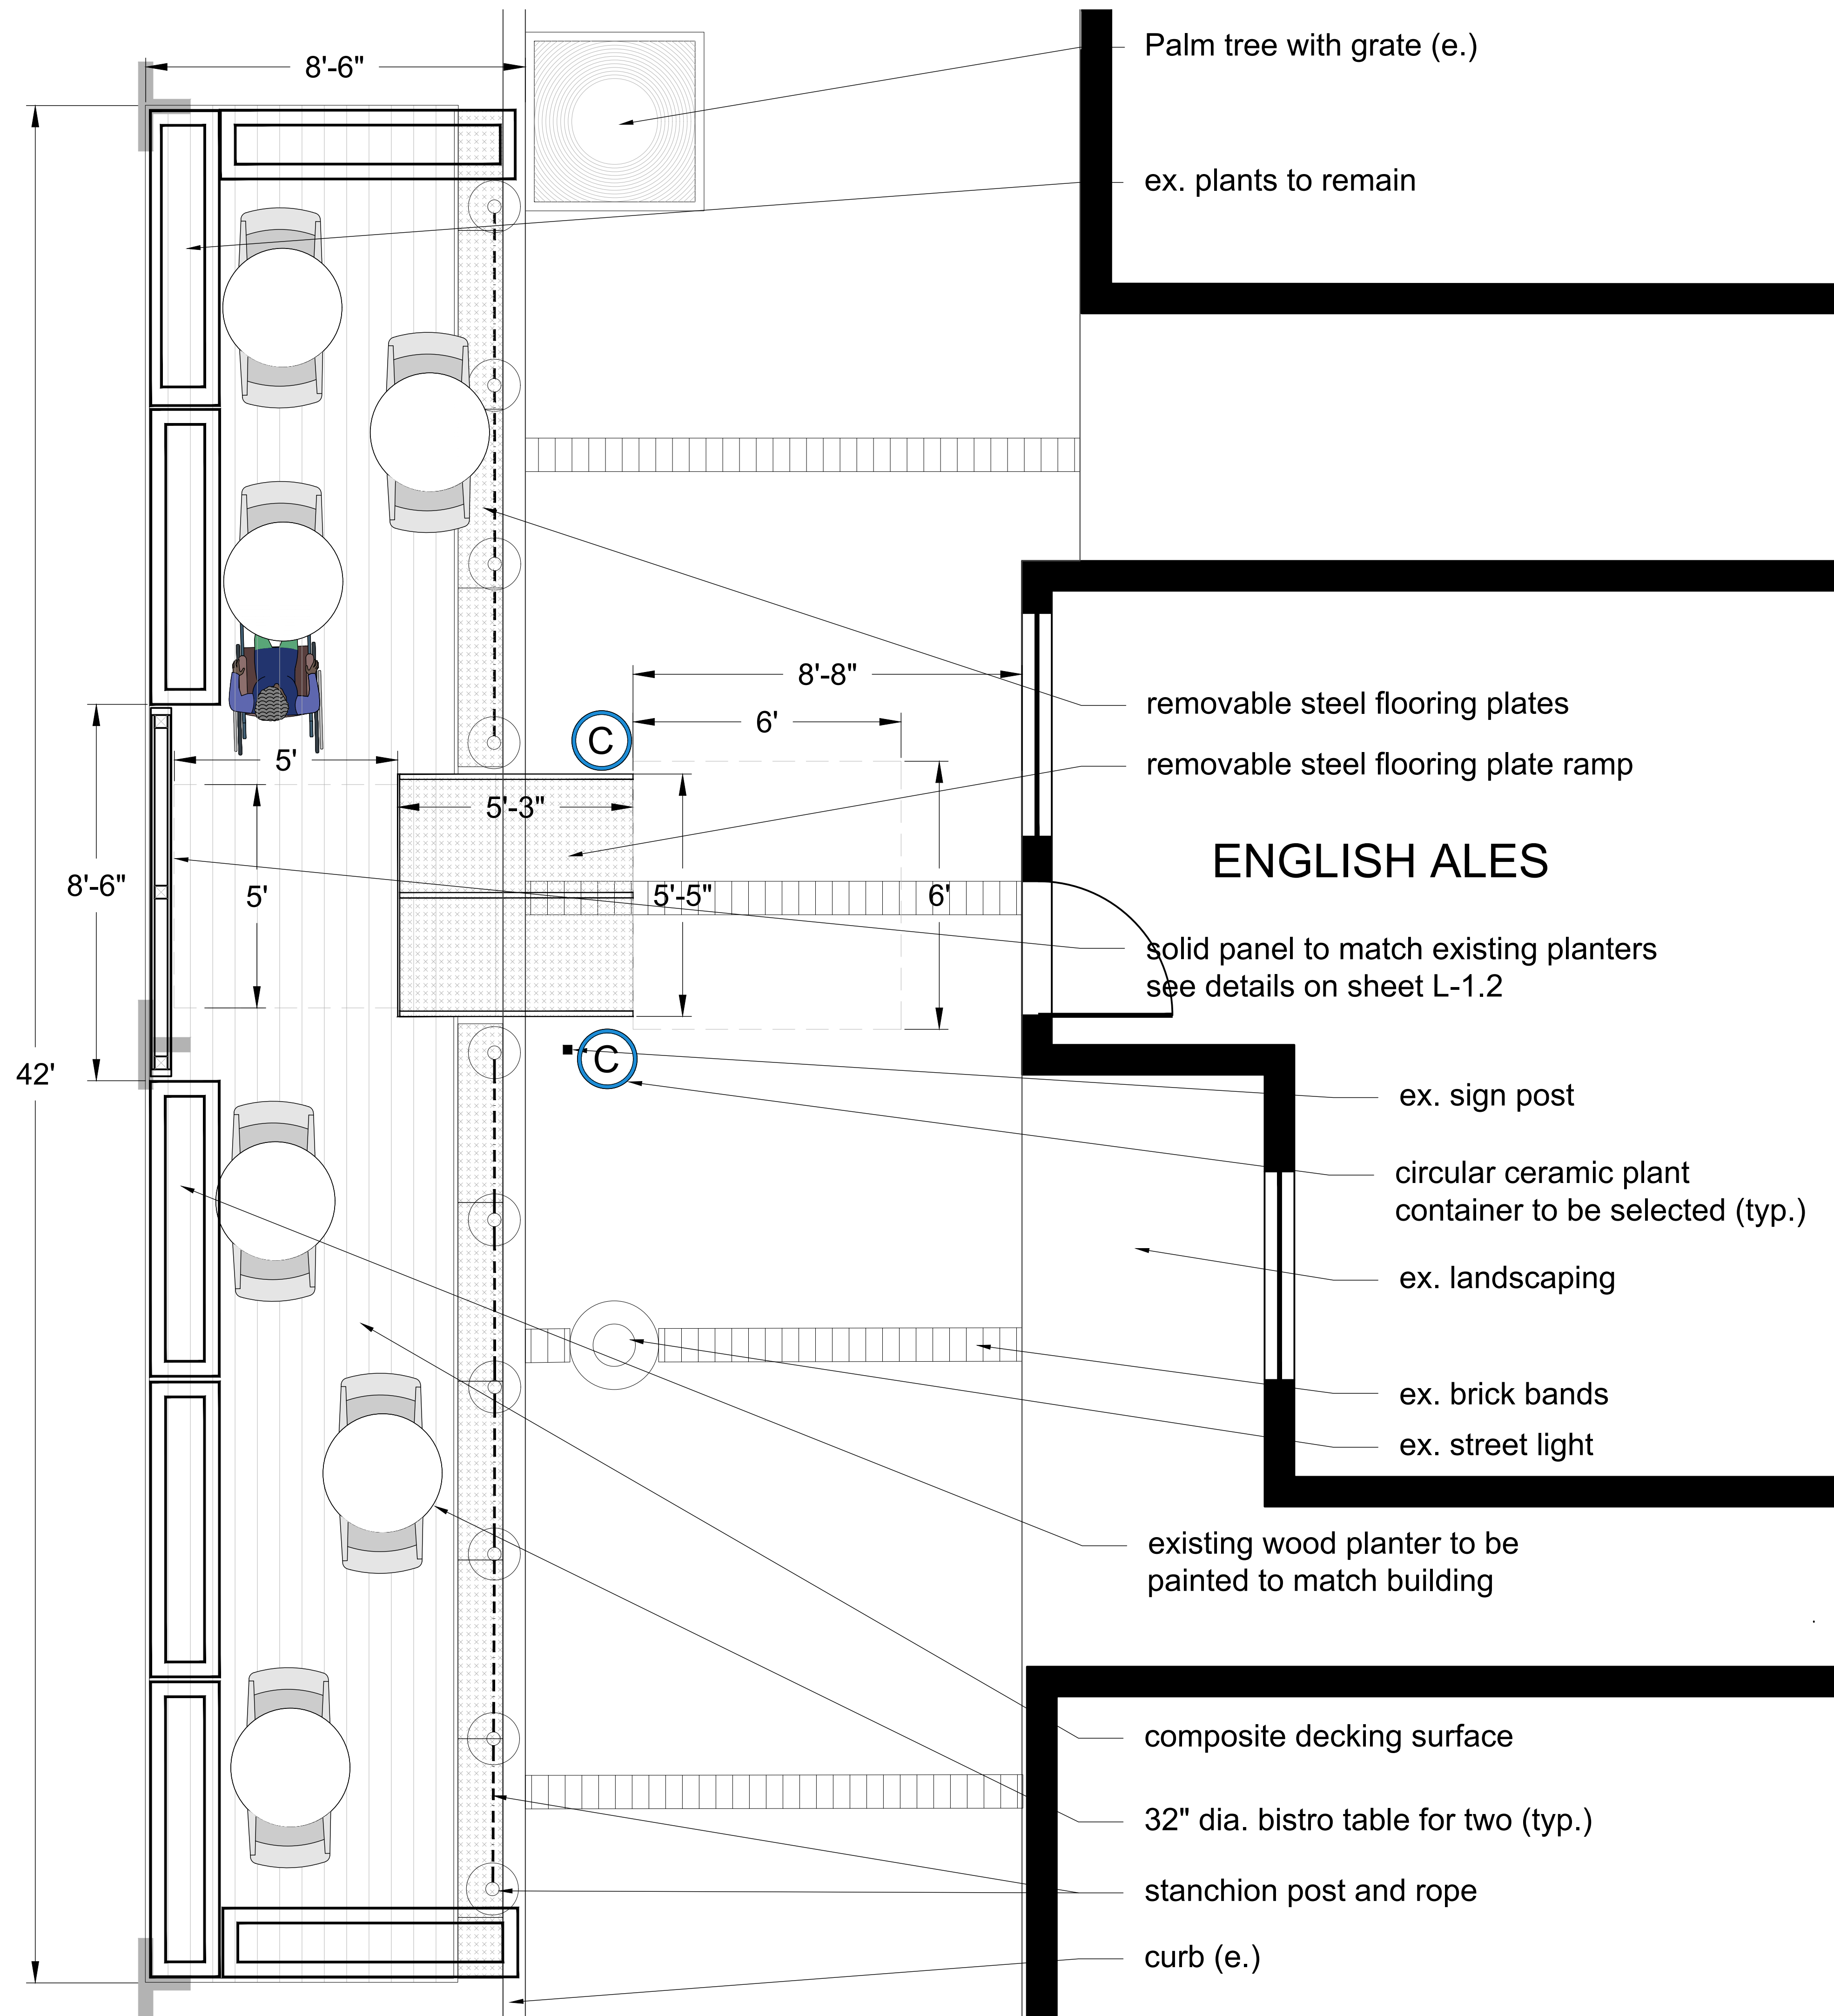 Palm tree with grate (e.)
8'-6"
ex. plants to remain
8'-8"
removable steel flooring plates
6'
C
5'
removable steel flooring plate ramp
5'-3"
ENGLISH ALES
8'-6"
5'
5'-5"
6'
solid panel to match existing planters
see details on sheet L-1.2
C
42'
ex. sign post
circular ceramic plant
container to be selected (typ.)
ex. landscaping
ex. brick bands
ex. street light
existing wood planter to be
painted to match building
composite decking surface
32" dia. bistro table for two (typ.)
stanchion post and rope
curb (e.)